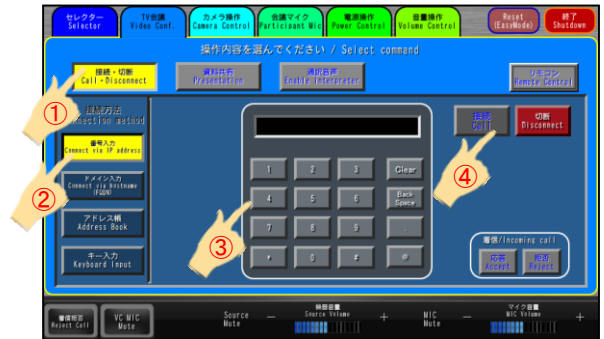 セレクター
Selector
TV会議
Video Conf.
カメラ操作
Camera Control
会議マイク
Participant Mic
電源操作
Power Control
音量操作
Volume Control
Reset
(EasyMode)
終了
Shutdown
操作内容を選んでください / Select command
接続・切断
Call・Disconnect
資料共有
Presentation
通訳音声
Enable Interpreter
リモコン
Remote Control
①
接続方法
Connection method
番号入力
Connect via IP address
②
ドメイン入力
Connect via hostname
(FQDN)
アドレス帳
Address Book
キー入力
Keyboard Input
1 2 3 Clear
4 5 6 Back
Space
7 8 9 .
* 0 # @
③
接続
Call
切断
Disconnect
④
着信/Incoming call
応答
Accept
拒否
Reject
着信拒否
Reject Call
VC MIC
Mute
Source
Mute
映像音量
Source Volume
− +
MIC
Mute
マイク音量
MIC Volume
− +